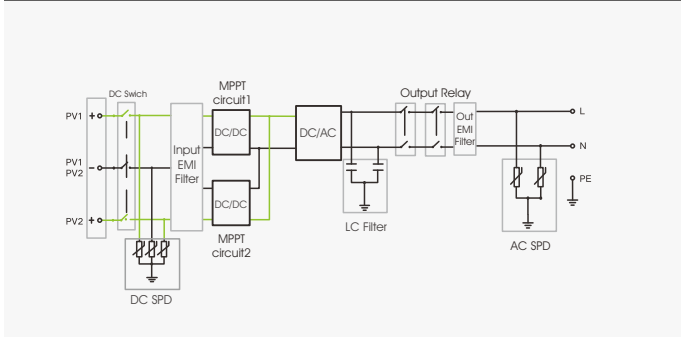 MPPT
circuit1
DC Swich
Output Relay
PV1 +
DC/DC
DC/AC
Out
EMI
Filter
L
Input
EMI
Filter
N
PV1
PV2 -
DC/DC
PE
PV2 +
LC Filter
MPPT
circuit2
AC SPD
DC SPD